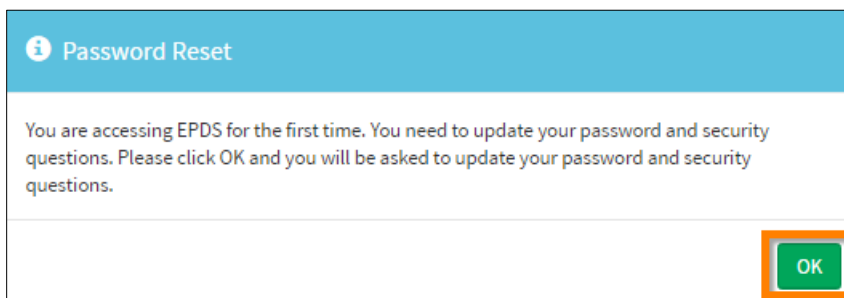 Password Reset
You are accessing EPDS for the first time. You need to update your password and security
questions. Please click OK and you will be asked to update your password and security
questions.
OK